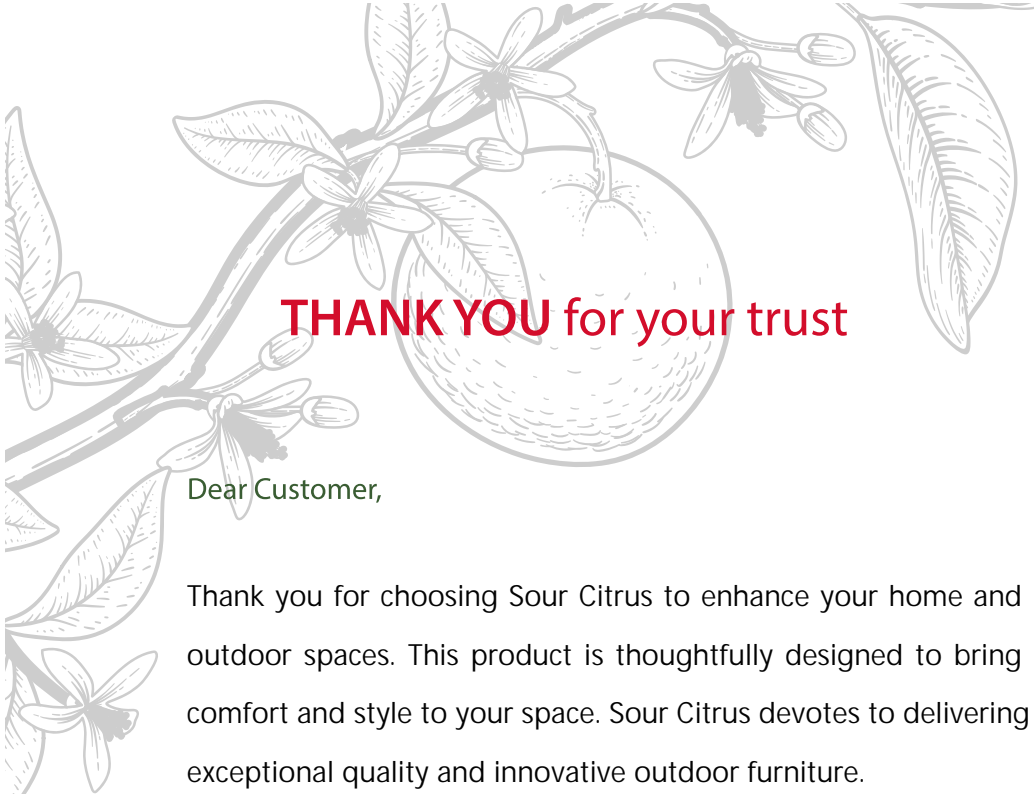 THANK YOU for your trust
Dear Customer,
Thank you for choosing Sour Citrus to enhance your home and
outdoor spaces. This product is thoughtfully designed to bring
comfort and style to your space. Sour Citrus devotes to delivering
exceptional quality and innovative outdoor furniture.